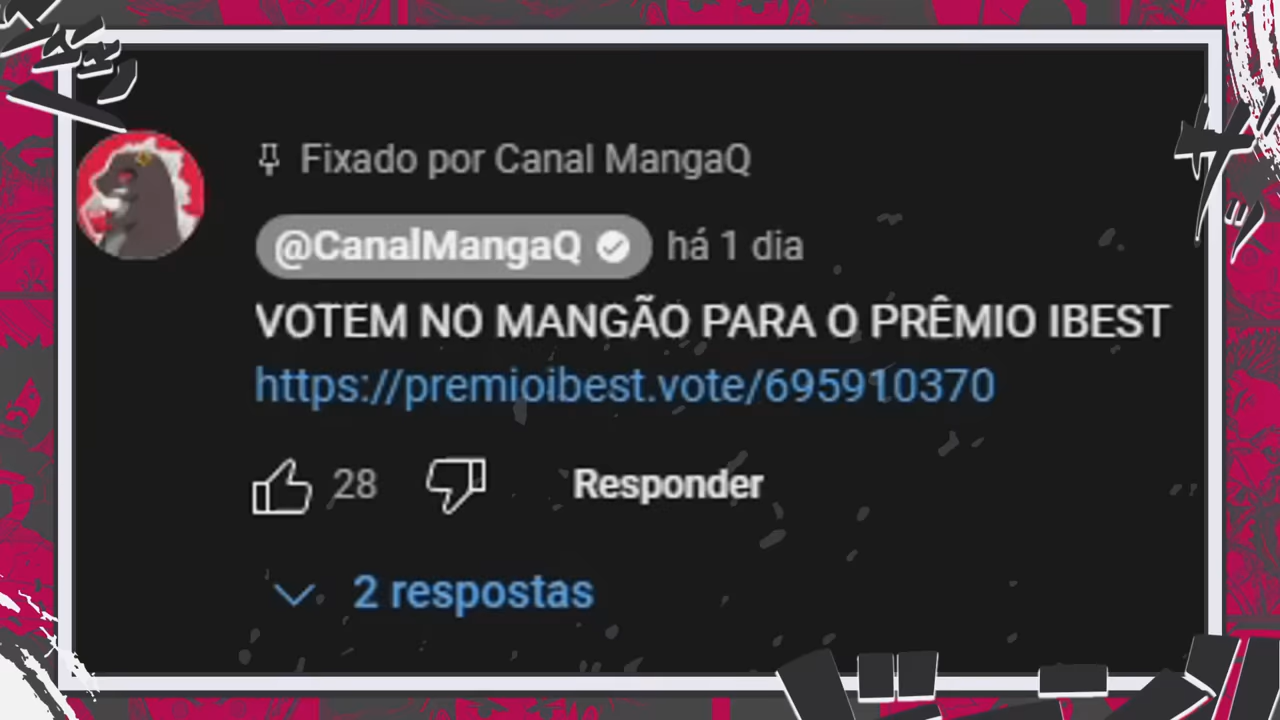 Fixado por Canal MangaQ
@CanalMangaQ há 1 dia
VOTEM NO MANGÃO PARA O PRÊMIO IBEST
https://premioibest.vote/695910370
28 Responder
2 respostas